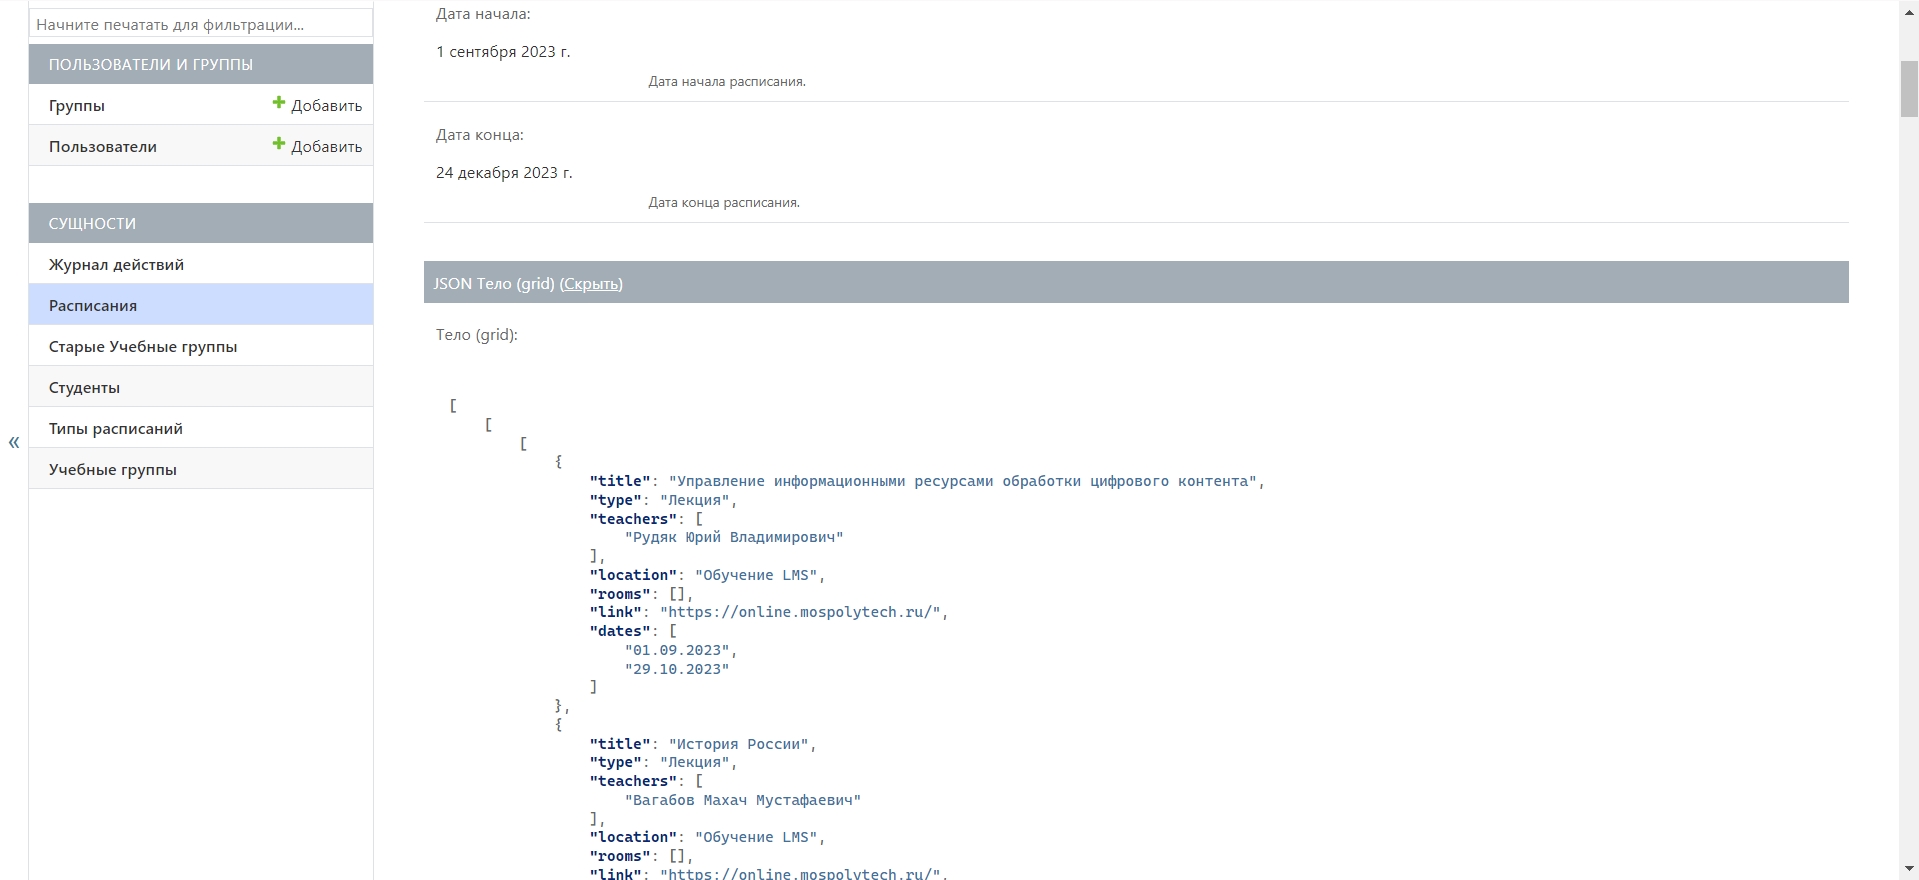 Начните печатать для фильтрации...
ПОЛЬЗОВАТЕЛИ И ГРУППЫ
Группы
Добавить
Пользователи
Добавить
СУЩНОСТИ
Журнал действий
Расписания
Старые Учебные группы
Студенты
Типы расписаний
Учебные группы
«
Дата начала:
1 сентября 2023 г.
Дата начала расписания.
Дата конца:
24 декабря 2023 г.
Дата конца расписания.
JSON Тело (grid) (Скрыть)
Тело (grid):
[
[
[
{
"title": "Управление информационными ресурсами обработки цифрового контента",
"type": "Лекция",
"teachers": [
"Рудяк Юрий Владимирович"
],
"location": "Обучение LMS",
"rooms": [],
"link": "https://online.mospolytech.ru/",
"dates": [
"01.09.2023",
"29.10.2023"
]
},
{
"title": "История России",
"type": "Лекция",
"teachers": [
"Вагабов Махач Мустафаевич"
],
"location": "Обучение LMS",
"rooms": [],
"link": "https://online.mospolytech.ru/",